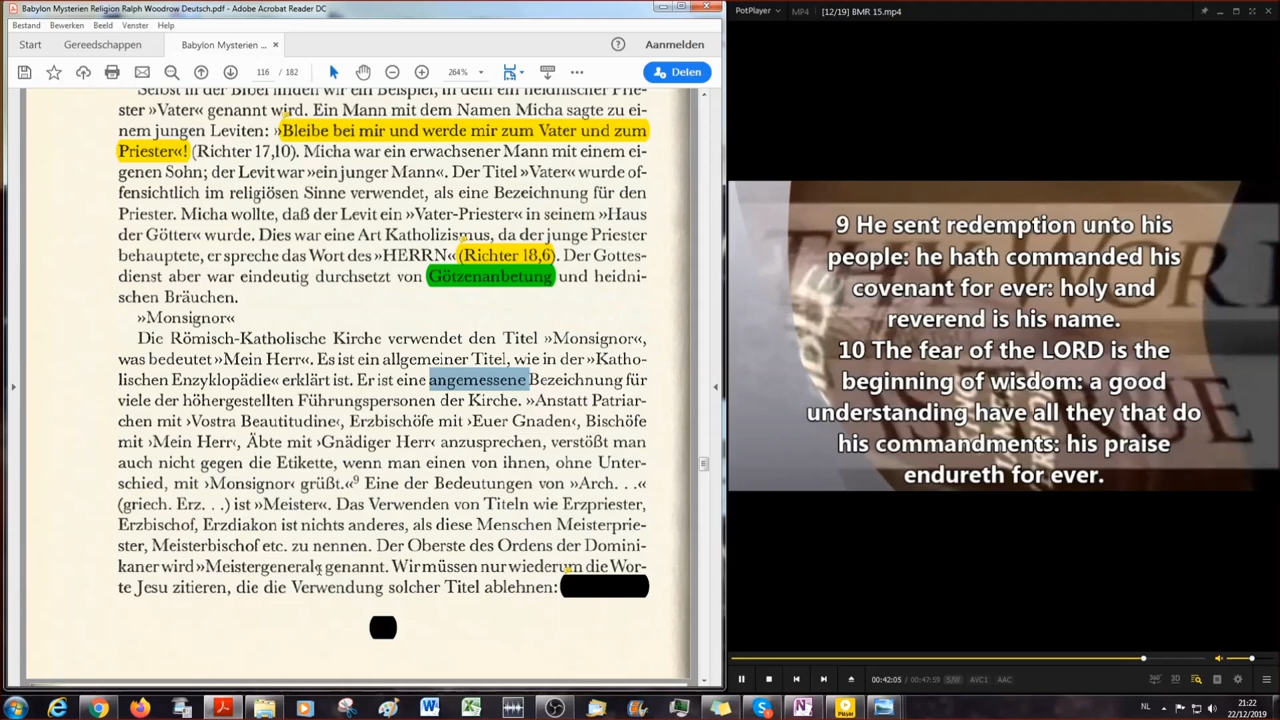 Babylon Mysterien Religion Ralph Woodrow Deutsch.pdf - Adobe Acrobat Reader DC
Bestand Bewerken Beeld Venster Help
Start Gereedschappen Babylon Mysterien ... × Aanmelden
116 / 182 264% Delen
Selbst in der Bibel finden wir ein Beispiel, in dem ein heidnischer Prie-
ster »Vater« genannt wird. Ein Mann mit dem Namen Micha sagte zu ei-
nem jungen Leviten: »Bleibe bei mir und werde mir zum Vater und zum
Priester«! (Richter 17,10). Micha war ein erwachsener Mann mit einem ei-
genen Sohn; der Levit war »ein junger Mann«. Der Titel »Vater« wurde of-
fensichtlich im religiösen Sinne verwendet, als eine Bezeichnung für den
Priester. Micha wollte, daß der Levit ein »Vater-Priester« in seinem »Haus
der Götter« wurde. Dies war eine Art Katholizismus, da der junge Priester
behauptete, er spreche das Wort des »HERRN« (Richter 18,6). Der Gottes-
dienst aber war eindeutig durchsetzt von Götzenanbetung und heidni-
schen Bräuchen.
»Monsignor«
Die Römisch-Katholische Kirche verwendet den Titel »Monsignor«,
was bedeutet »Mein Herr«. Es ist ein allgemeiner Titel, wie in der »Katho-
lischen Enzyklopädie« erklärt ist. Er ist eine angemessene Bezeichnung für
viele der höhergestellten Führungspersonen der Kirche. »Anstatt Patriar-
chen mit ›Vostra Beautitudine‹, Erzbischöfe mit ›Euer Gnaden‹, Bischöfe
mit ›Mein Herr‹, Äbte mit ›Gnädiger Herr‹ anzusprechen, verstößt man
auch nicht gegen die Etikette, wenn man einen von ihnen, ohne Unter-
schied, mit ›Monsignor‹ grüßt.«⁹ Eine der Bedeutungen von »Arch. . .«
(griech. Erz. . .) ist »Meister«. Das Verwenden von Titeln wie Erzpriester,
Erzbischof, Erzdiakon ist nichts anderes, als diese Menschen Meisterprie-
ster, Meisterbischof etc. zu nennen. Der Oberste des Ordens der Domini-
kaner wird »Meistergeneral« genannt. Wir müssen nur wiederum die Wor-
te Jesu zitieren, die die Verwendung solcher Titel ablehnen:
PotPlayer MP4 [12/19] BMR 15.mp4
9 He sent redemption unto his
people: he hath commanded his
covenant for ever: holy and
reverend is his name.
10 The fear of the LORD is the
beginning of wisdom: a good
understanding have all they that do
his commandments: his praise
endureth for ever.
00:42:05 / 00:47:59 S/W AVC1 AAC
360° 3D
NL 21:22
22/12/2019